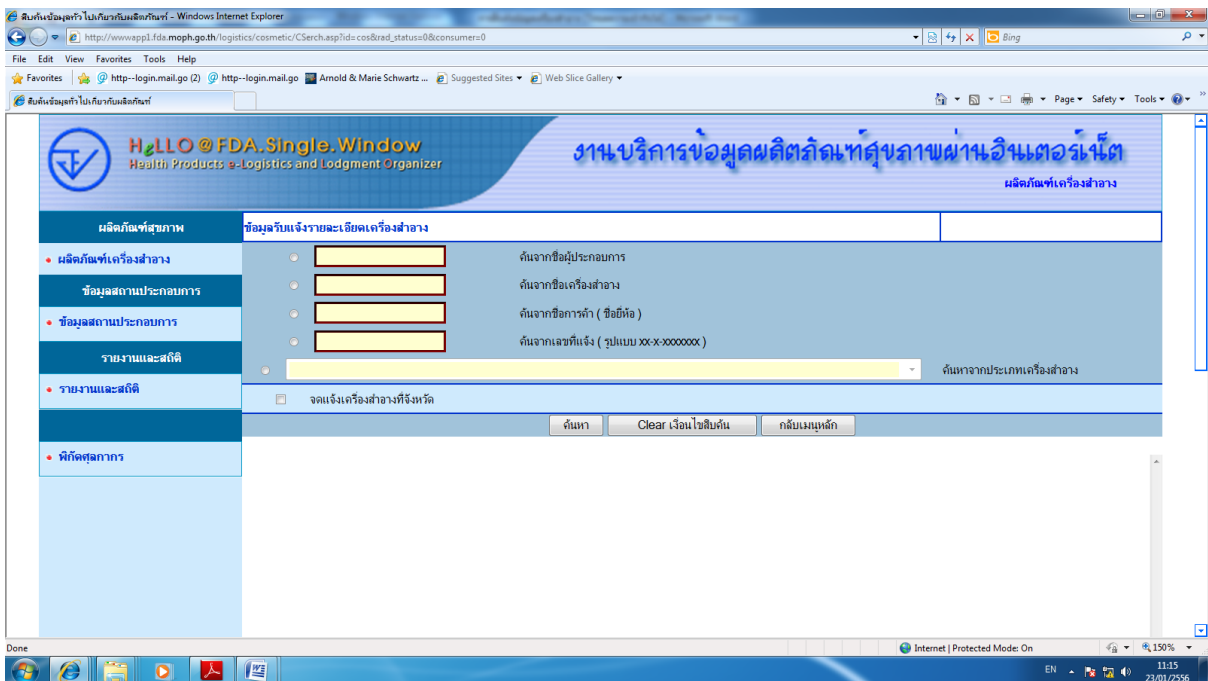 สืบค้นข้อมูลทั่วไปเกี่ยวกับผลิตภัณฑ์ - Windows Internet Explorer
http://wwwapp1.fda.moph.go.th/logistics/cosmetic/CSerch.asp?id=cos&rad_status=0&consumer=0
Bing
File Edit View Favorites Tools Help
Favorites http--login.mail.go (2) http--login.mail.go Arnold & Marie Schwartz ... Suggested Sites Web Slice Gallery
สืบค้นข้อมูลทั่วไปเกี่ยวกับผลิตภัณฑ์
Page Safety Tools
HeLLO @ FDA.Single.Window
Health Products e-Logistics and Lodgment Organizer
งานบริการข้อมูลผลิตภัณฑ์สุขภาพผ่านอินเตอร์เน็ต
ผลิตภัณฑ์เครื่องสำอาง
ผลิตภัณฑ์สุขภาพ
ข้อมูลรับแจ้งรายละเอียดเครื่องสำอาง
ผลิตภัณฑ์เครื่องสำอาง
ค้นจากชื่อผู้ประกอบการ
ข้อมูลสถานประกอบการ
ค้นจากชื่อเครื่องสำอาง
ข้อมูลสถานประกอบการ
ค้นจากชื่อการค้า ( ชื่อยี่ห้อ )
ค้นจากเลขที่แจ้ง ( รูปแบบ xx-x-xxxxxxx )
รายงานและสถิติ
ค้นหาจากประเภทเครื่องสำอาง
รายงานและสถิติ
จดแจ้งเครื่องสำอางที่จังหวัด
ค้นหา Clear เงื่อนไขสืบค้น กลับเมนูหลัก
พิกัดศุลกากร
Done
Internet | Protected Mode: On
150%
EN
11:15
23/01/2556